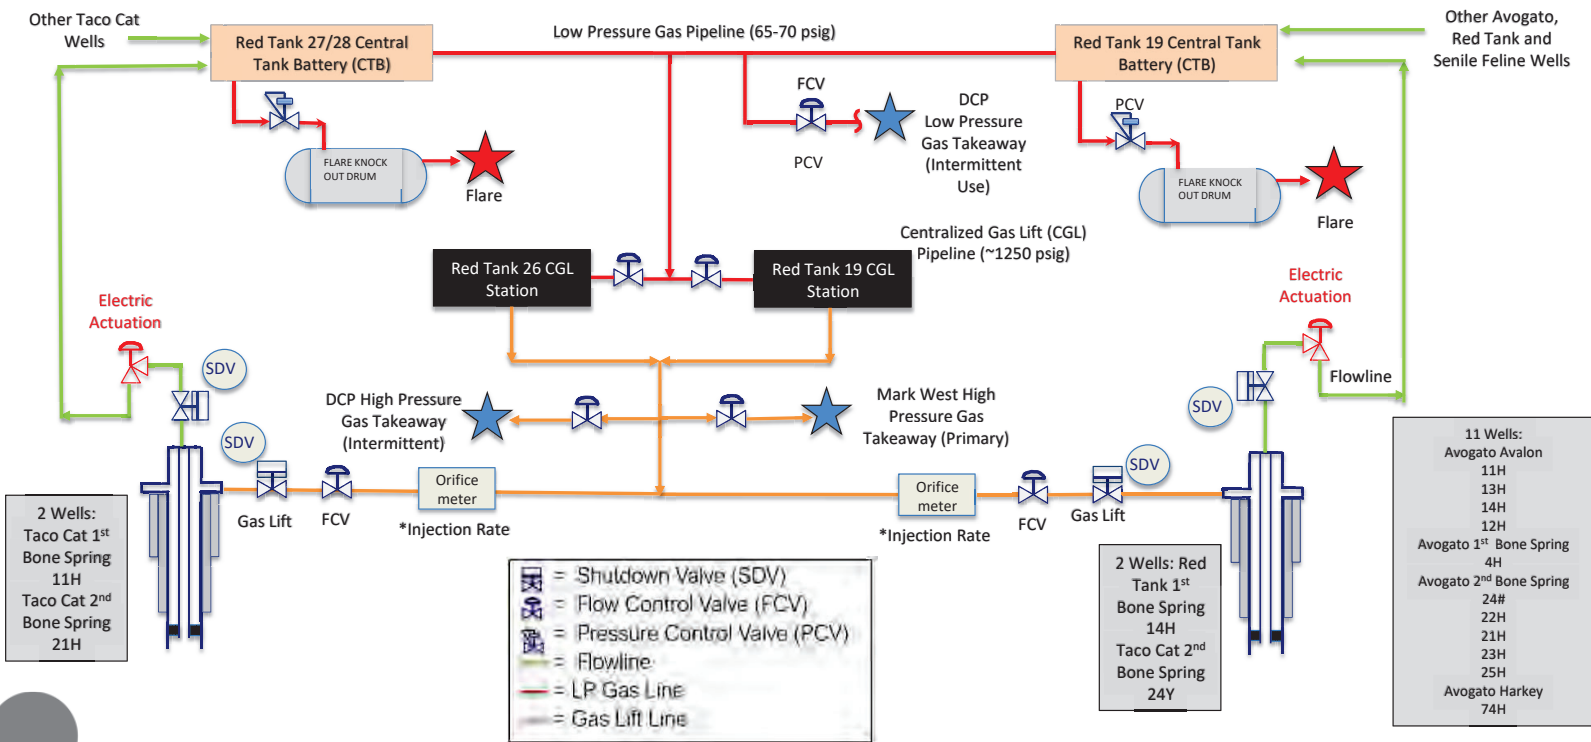 Other Taco Cat
Wells
Red Tank 27/28 Central
Tank Battery (CTB)
Low Pressure Gas Pipeline (65-70 psig)
Red Tank 19 Central Tank
Battery (CTB)
Other Avogato,
Red Tank and
Senile Feline Wells
FLARE KNOCK
OUT DRUM
Flare
FCV
PCV
DCP
Low Pressure
Gas Takeaway
(Intermittent
Use)
PCV
FLARE KNOCK
OUT DRUM
Flare
Centralized Gas Lift (CGL)
Pipeline (~1250 psig)
Red Tank 26 CGL
Station
Red Tank 19 CGL
Station
Electric
Actuation
SDV
SDV
Electric
Actuation
SDV
Flowline
SDV
DCP High Pressure
Gas Takeaway
(Intermittent)
Mark West High
Pressure Gas
Takeaway (Primary)
Gas Lift
FCV
Orifice
meter
*Injection Rate
Orifice
meter
*Injection Rate
FCV
Gas Lift
2 Wells:
Taco Cat 1st
Bone Spring
11H
Taco Cat 2nd
Bone Spring
21H
= Shutdown Valve (SDV)
= Flow Control Valve (FCV)
= Pressure Control Valve (PCV)
= Flowline
= LP Gas Line
= Gas Lift Line
2 Wells: Red
Tank 1st
Bone Spring
14H
Taco Cat 2nd
Bone Spring
24Y
11 Wells:
Avogato Avalon
11H
13H
14H
12H
Avogato 1st Bone Spring
4H
Avogato 2nd Bone Spring
24#
22H
21H
23H
25H
Avogato Harkey
74H